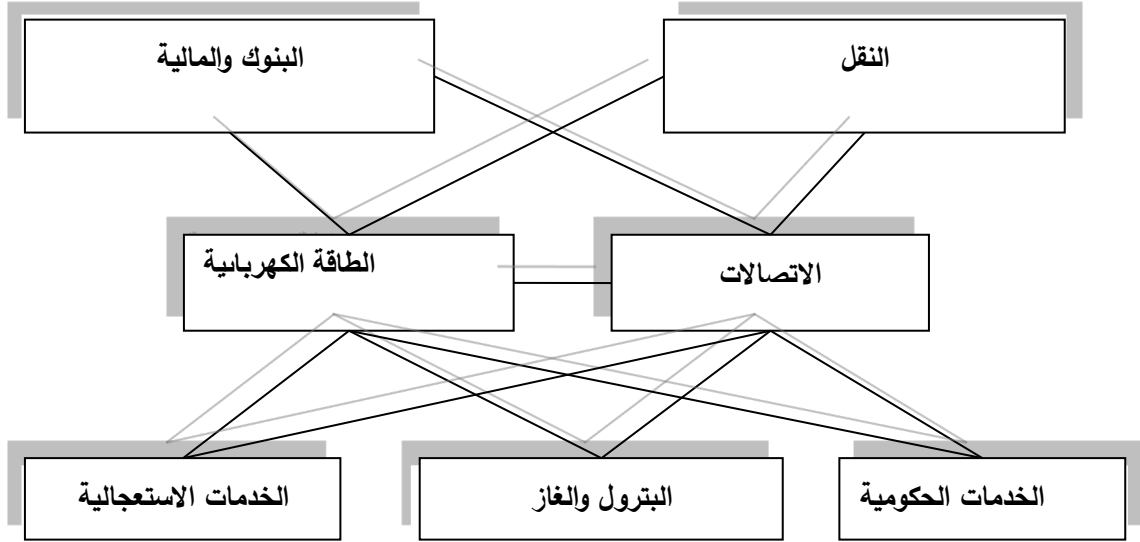 النقل
البنوك والمالية
الاتصالات
الطاقة الكهربائية
الخدمات الحكومية
البترول والغاز
الخدمات الاستعجالية